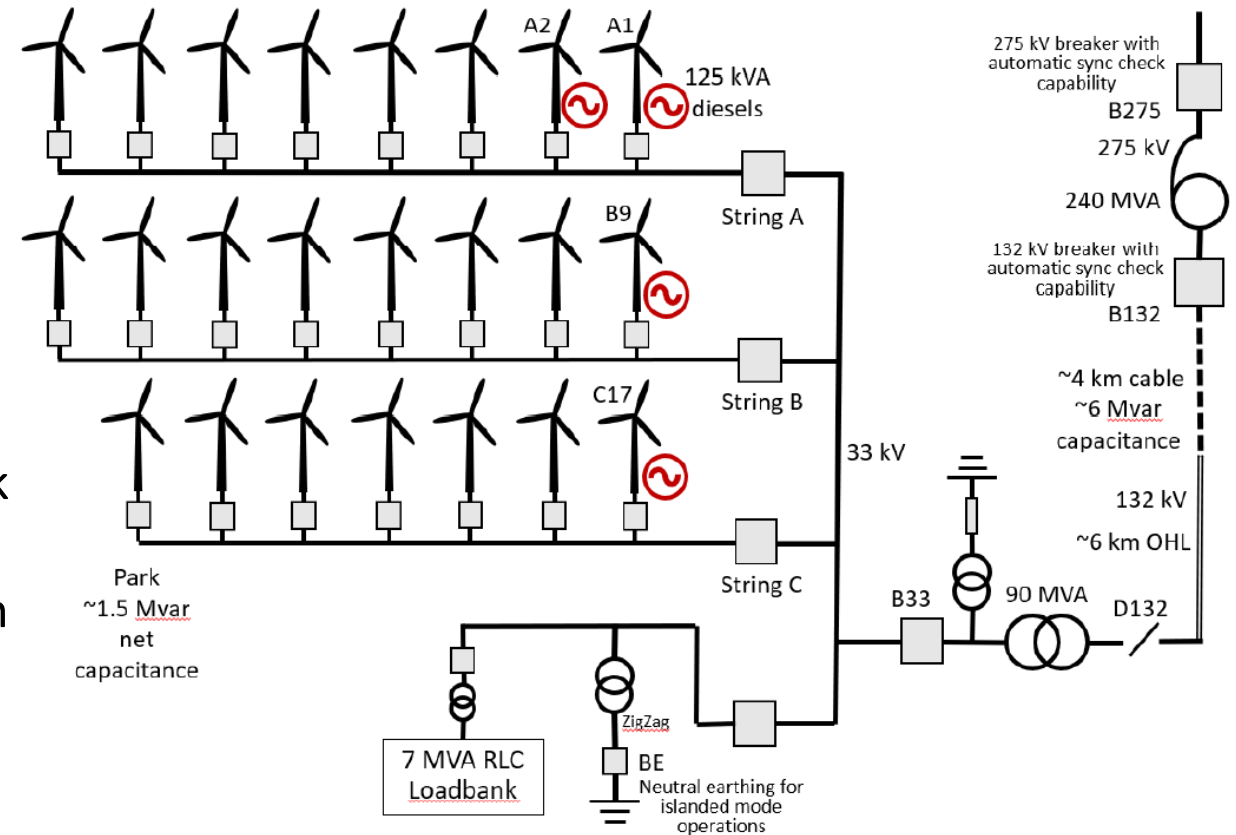 A2
A1
125 kVA
diesels
String A
B9
String B
C17
String C
k
n
Park
~1.5 Mvar
net
capacitance
33 kV
7 MVA RLC
Loadbank
ZigZag
BE
Neutral earthing for
islanded mode
operations
B33
90 MVA
D132
275 kV breaker with
automatic sync check
capability
B275
275 kV
240 MVA
132 kV breaker with
automatic sync check
capability
B132
~4 km cable
~6 Mvar
capacitance
132 kV
~6 km OHL